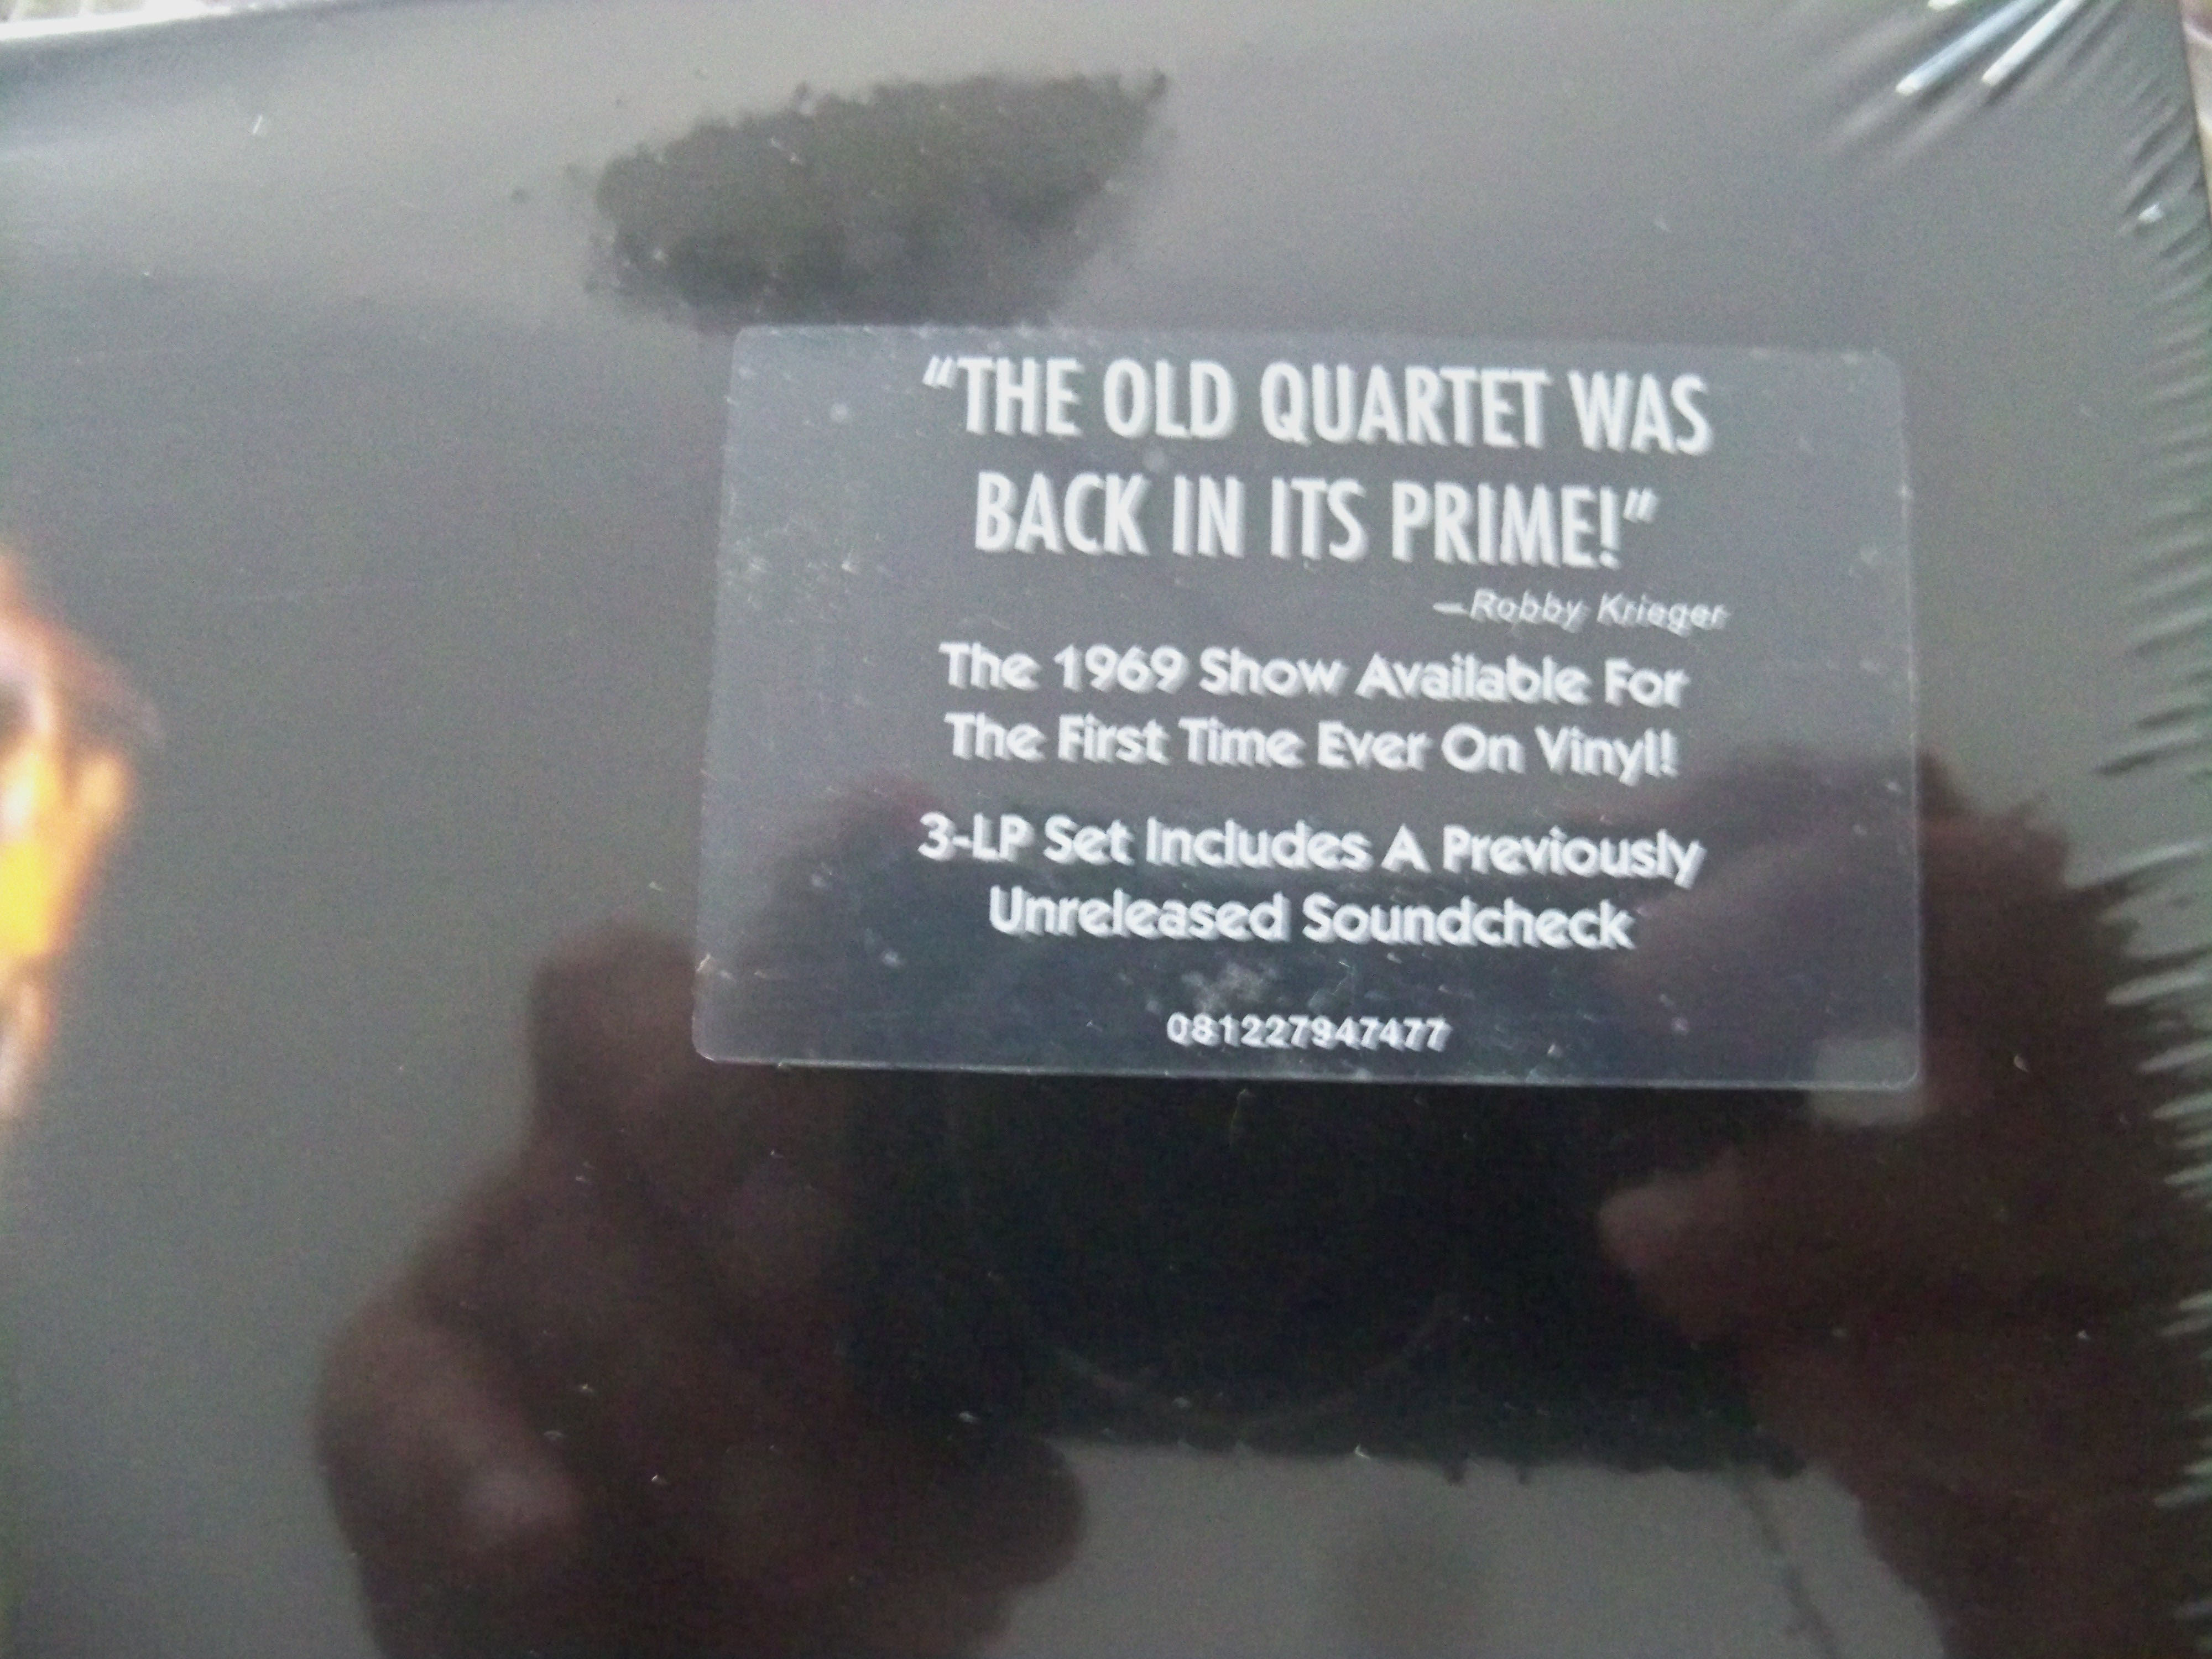 “THE OLD QUARTET WAS
BACK IN ITS PRIME!”
—Robby Krieger
The 1969 Show Available For
The First Time Ever On Vinyl!
3-LP Set Includes A Previously
Unreleased Soundcheck
081227947477